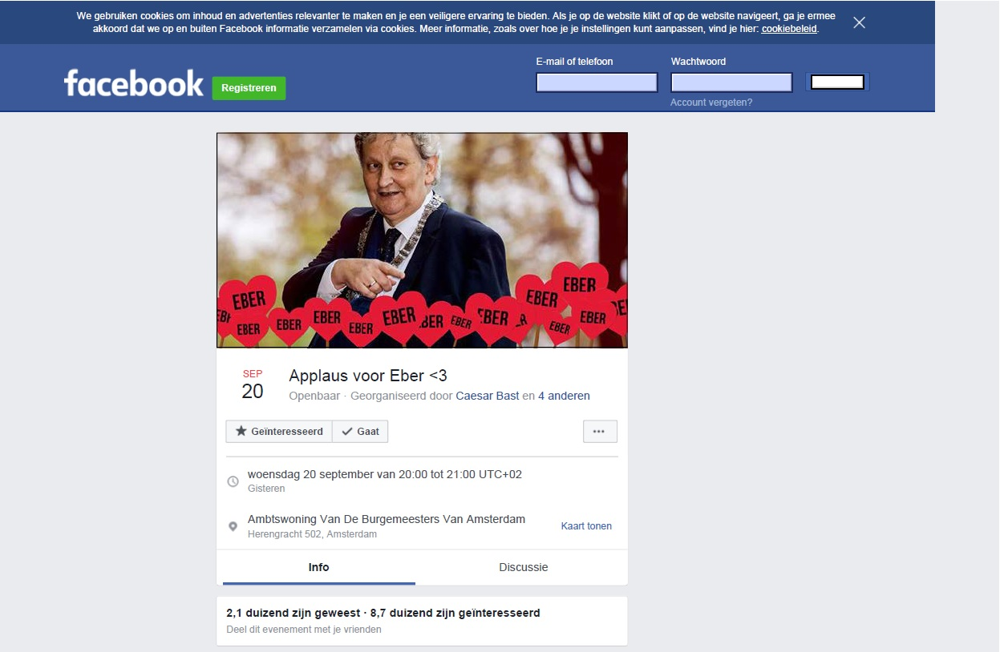 We gebruiken cookies om inhoud en advertenties relevanter te maken en je een veiligere ervaring te bieden. Als je op de website klikt of op de website navigeert, ga je ermee
akkoord dat we op en buiten Facebook informatie verzamelen via cookies. Meer informatie, zoals over hoe je je instellingen kunt aanpassen, vind je hier: cookiebeleid.
facebook
Registreren
E-mail of telefoon
Wachtwoord
Account vergeten?
EBER
EBER
EBER
EBER
EBER
EBER
EBER
EBER
EBER
EBER
EBER
EBER
EBER
SEP
20
Applaus voor Eber <3
Openbaar · Georganiseerd door Caesar Bast en 4 anderen
Geïnteresseerd
Gaat
woensdag 20 september van 20:00 tot 21:00 UTC+02
Gisteren
Ambtswoning Van De Burgemeesters Van Amsterdam
Herengracht 502, Amsterdam
Kaart tonen
Info
Discussie
2,1 duizend zijn geweest · 8,7 duizend zijn geïnteresseerd
Deel dit evenement met je vrienden